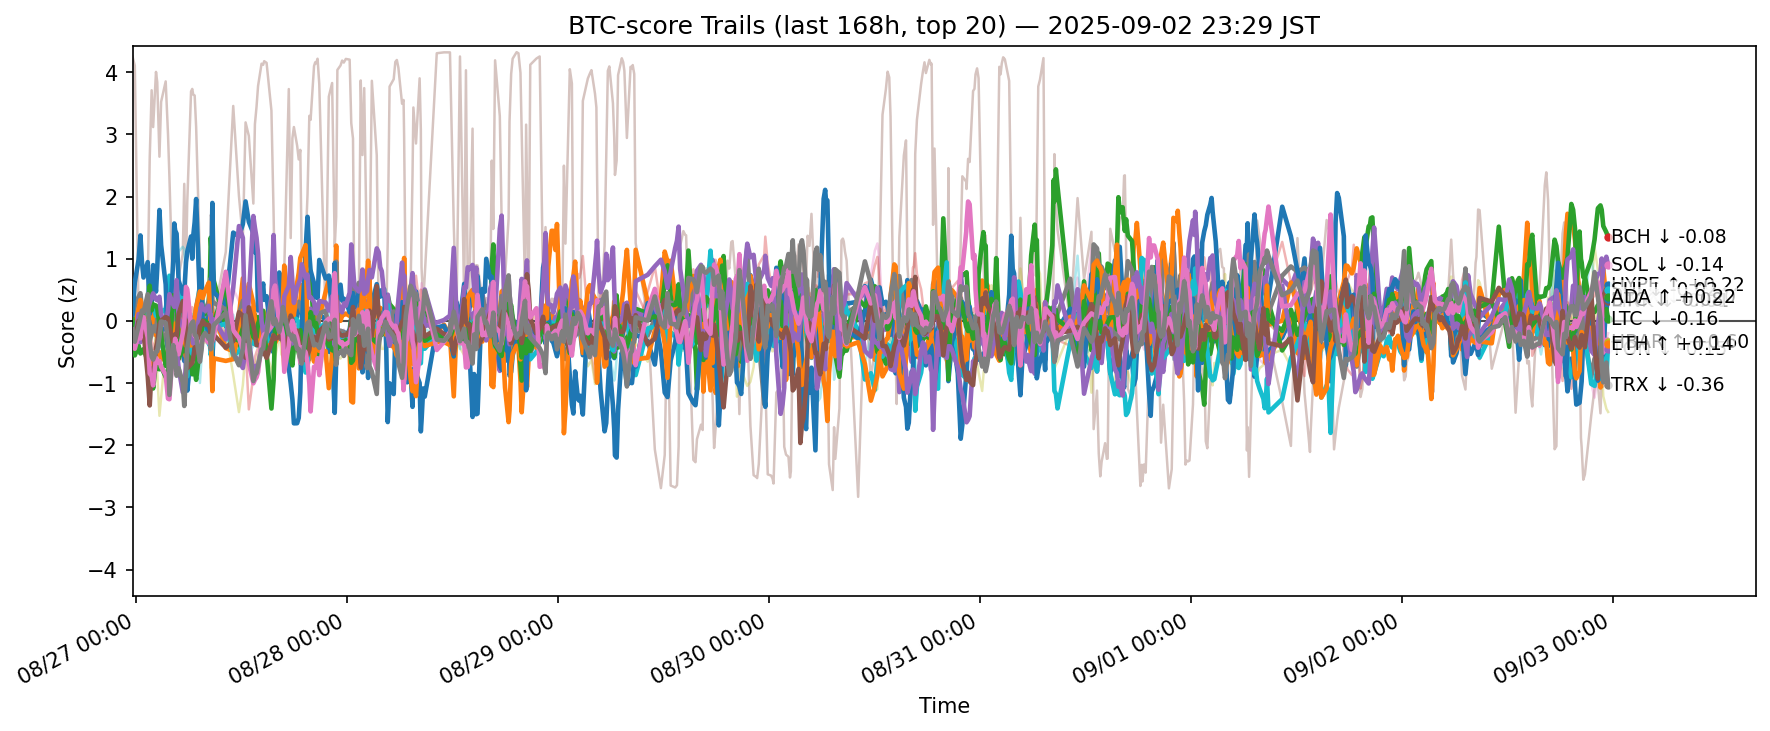 BTC-score Trails (last 168h, top 20) — 2025-09-02 23:29 JST
Score (z)
4
3
2
1
0
−1
−2
−3
−4
BCH ↓ -0.08
SOL ↓ -0.14
ADA ↑ +0.22
LTC ↓ -0.16
ETH ↑ +0.14
TRX ↓ -0.36
08/27 00:00
08/28 00:00
08/29 00:00
08/30 00:00
08/31 00:00
09/01 00:00
09/02 00:00
09/03 00:00
Time